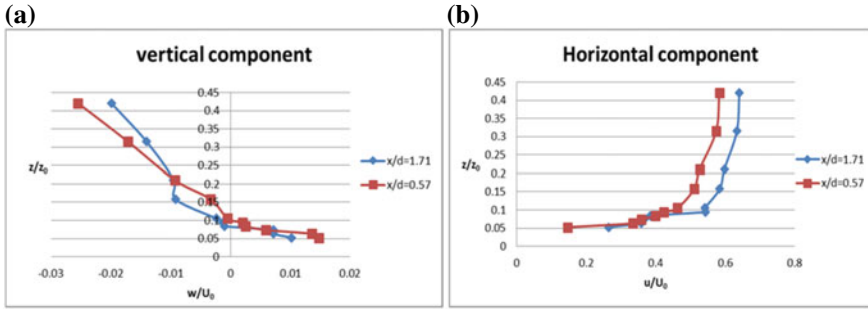 (a)
vertical component
0.45
0.4
0.35
0.3
0.25
0.2
0.15
0.1
0.05
0
z/z₀
-0.03 -0.02 -0.01 0 0.01 0.02
w/U₀
x/d=1.71
x/d=0.57
(b)
Horizontal component
0.45
0.4
0.35
0.3
0.25
0.2
0.15
0.1
0.05
0
z/z₀
0 0.2 0.4 0.6 0.8
u/U₀
x/d=1.71
x/d=0.57